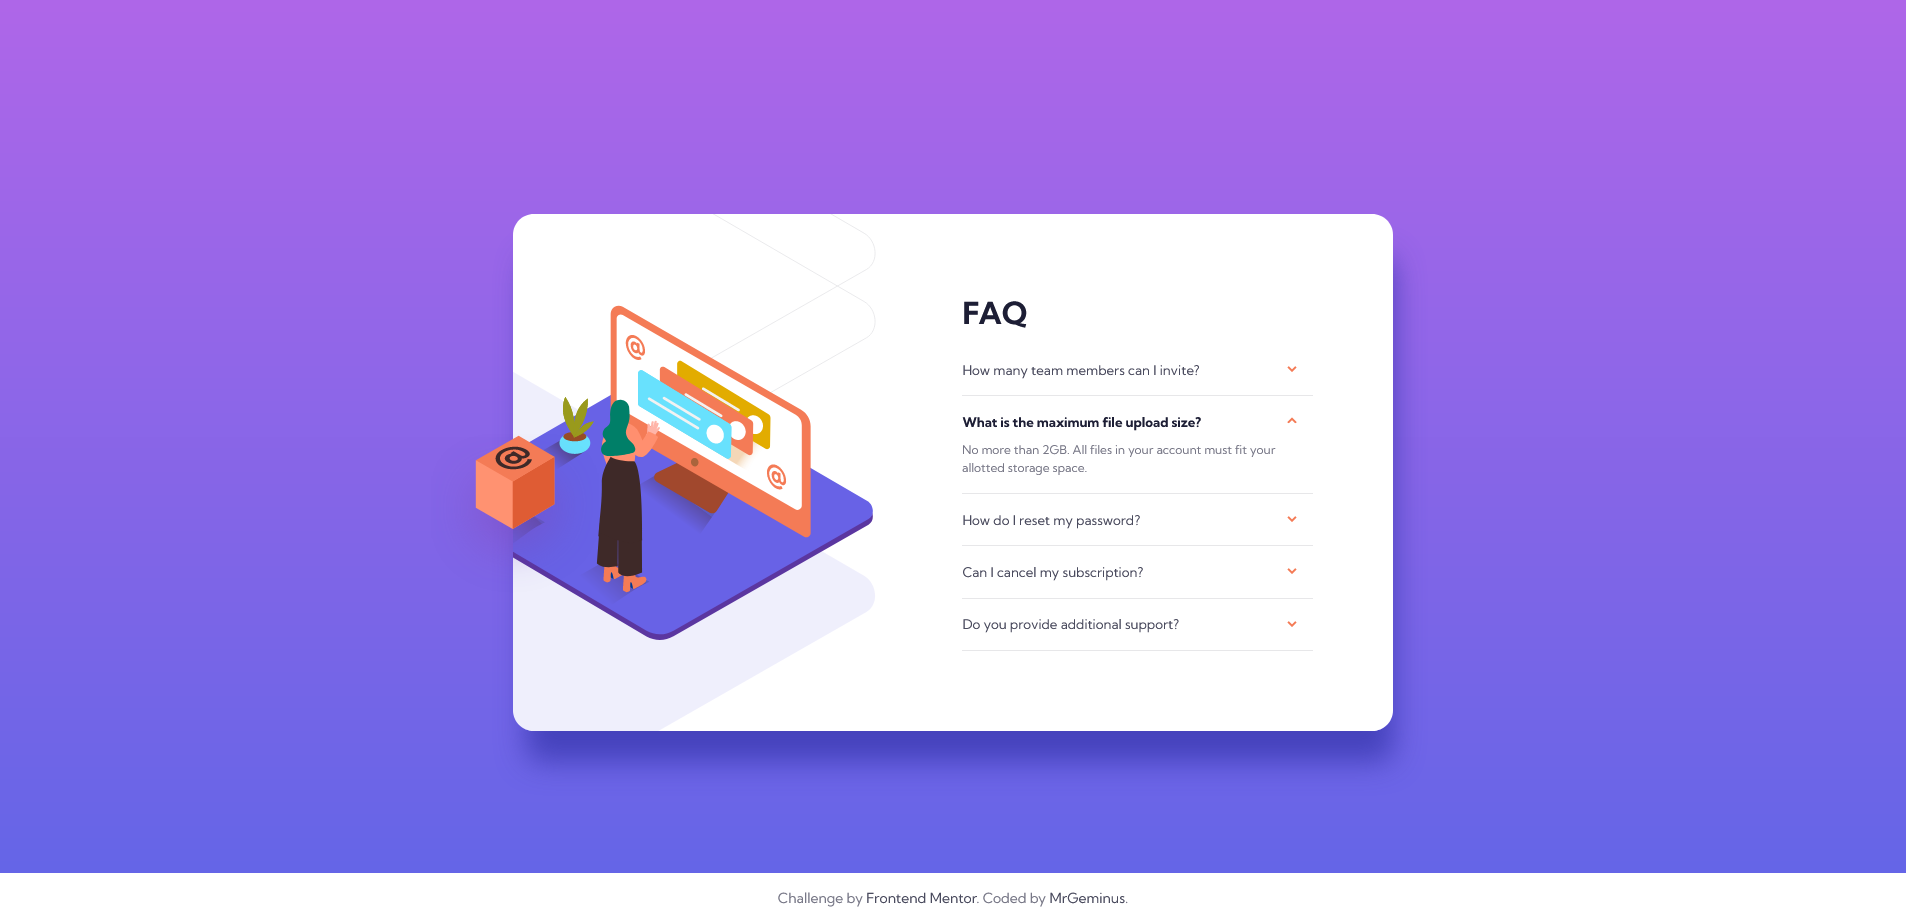 FAQ
How many team members can I invite?
What is the maximum file upload size?
No more than 2GB. All files in your account must fit your
allotted storage space.
How do I reset my password?
Can I cancel my subscription?
Do you provide additional support?
@
@
@
Challenge by Frontend Mentor. Coded by MrGeminus.